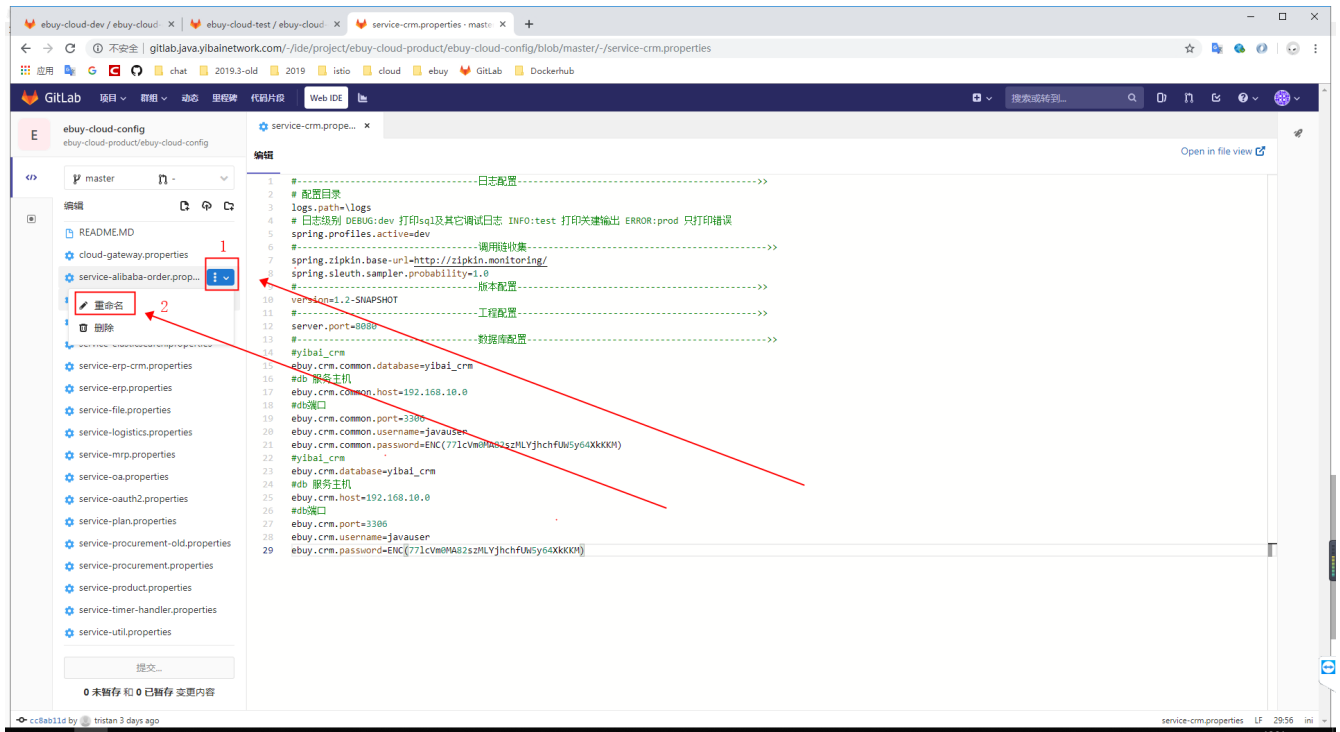 ebuy-cloud-dev / ebuy-cloud-
ebuy-cloud-test / ebuy-cloud-
service-crm.properties · maste
不安全 | gitlab.java.yibainetwork.com/-/ide/project/ebuy-cloud-product/ebuy-cloud-config/blob/master/-/service-crm.properties
应用 chat 2019.3-old 2019 istio cloud ebuy GitLab Dockerhub
GitLab 项目 群组 动态 里程碑 代码片段 Web IDE 搜索或转到...
E
ebuy-cloud-config
ebuy-cloud-product/ebuy-cloud-config
master
-
编辑
README.MD
cloud-gateway.properties
service-alibaba-order.prop...
1
重命名
2
删除
service-elasticsearch.properties
service-erp-crm.properties
service-erp.properties
service-file.properties
service-logistics.properties
service-mrp.properties
service-oa.properties
service-oauth2.properties
service-plan.properties
service-procurement-old.properties
service-procurement.properties
service-product.properties
service-timer-handler.properties
service-util.properties
提交...
0 未暂存 和 0 已暂存 变更内容
service-crm.prope...
编辑
Open in file view
1 #----------------------------------日志配置--------------------------------------------->>
2 # 配置目录
3 logs.path=\logs
4 # 日志级别 DEBUG:dev 打印sql及其它调试日志 INFO:test 打印关建输出 ERROR:prod 只打印错误
5 spring.profiles.active=dev
6 #----------------------------------调用链收集--------------------------------------------->>
7 spring.zipkin.base-url=http://zipkin.monitoring/
8 spring.sleuth.sampler.probability=1.0
9 #----------------------------------版本配置--------------------------------------------->>
10 version=1.2-SNAPSHOT
11 #----------------------------------工程配置--------------------------------------------->>
12 server.port=8080
13 #----------------------------------数据库配置--------------------------------------------->>
14 #yibai_crm
15 ebuy.crm.common.database=yibai_crm
16 #db 服务主机
17 ebuy.crm.common.host=192.168.10.0
18 #db端口
19 ebuy.crm.common.port=3306
20 ebuy.crm.common.username=javauser
21 ebuy.crm.common.password=ENC(77lcVm0MA82szMLYjhchfUW5y64XkKKM)
22 #yibai_crm
23 ebuy.crm.database=yibai_crm
24 #db 服务主机
25 ebuy.crm.host=192.168.10.0
26 #db端口
27 ebuy.crm.port=3306
28 ebuy.crm.username=javauser
29 ebuy.crm.password=ENC(77lcVm0MA82szMLYjhchfUW5y64XkKKM)
cc8ab11d by tristan 3 days ago
service-crm.properties LF 29:56 ini